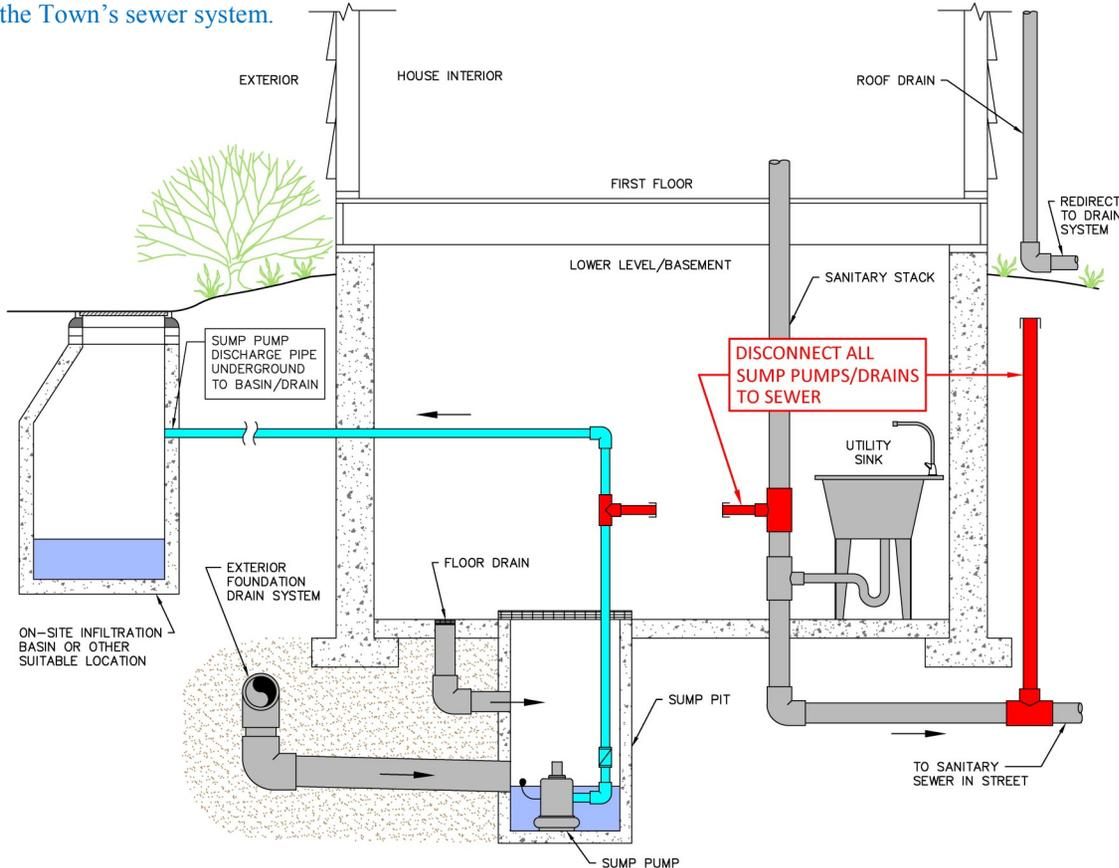 the Town’s sewer system.
EXTERIOR
HOUSE INTERIOR
ROOF DRAIN
FIRST FLOOR
REDIRECT
TO DRAIN
SYSTEM
LOWER LEVEL/BASEMENT
SANITARY STACK
SUMP PUMP
DISCHARGE PIPE
UNDERGROUND
TO BASIN/DRAIN
DISCONNECT ALL
SUMP PUMPS/DRAINS
TO SEWER
UTILITY
SINK
FLOOR DRAIN
EXTERIOR
FOUNDATION
DRAIN SYSTEM
ON-SITE INFILTRATION
BASIN OR OTHER
SUITABLE LOCATION
SUMP PIT
TO SANITARY
SEWER IN STREET
SUMP PUMP